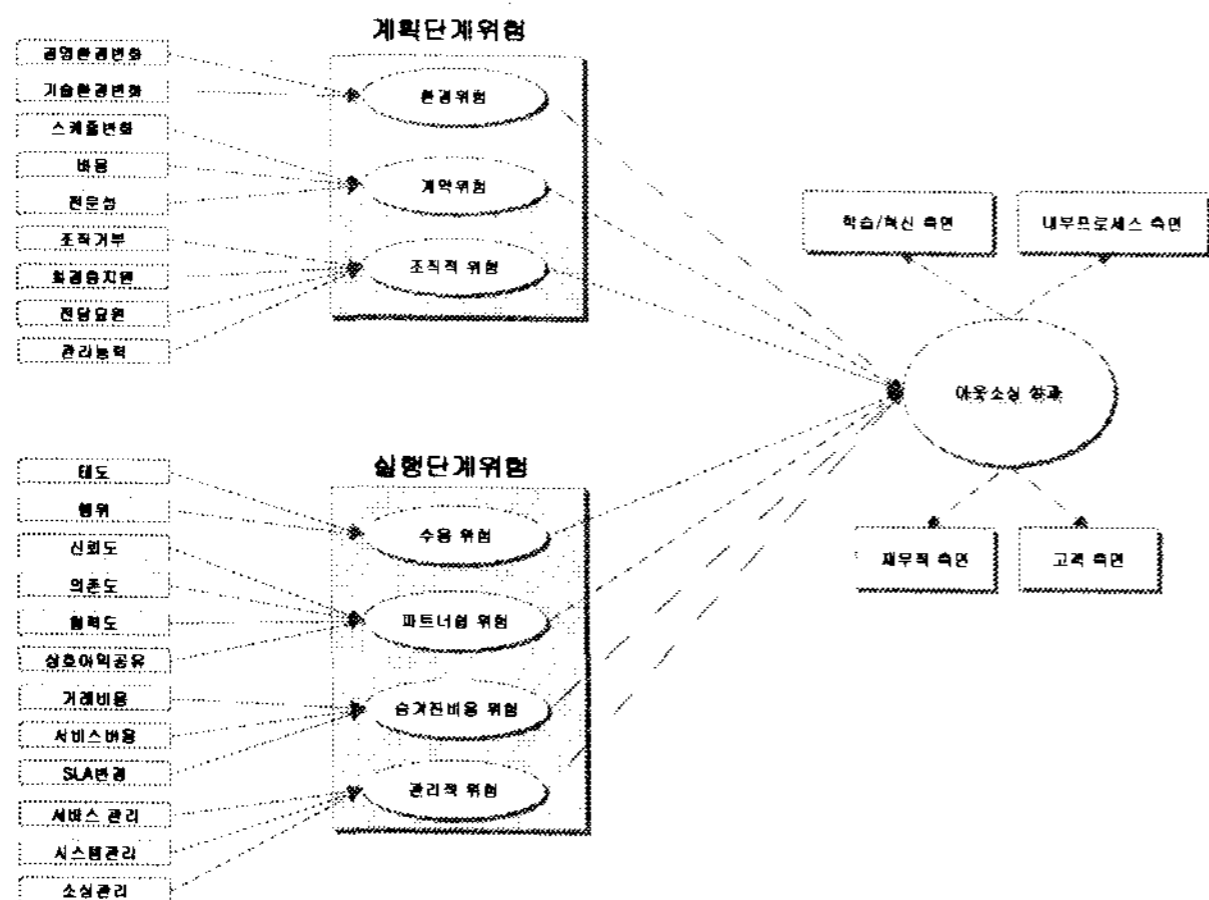 계획단계위험
경영환경변화
기술환경변화
스케줄변화
비용
전문성
조직거부
최경층지원
전담요원
관리능력
환경위험
계약위험
조직적 위험
실행단계위험
태도
행위
신뢰도
의존도
협력도
상호이익공유
거래비용
서비스비용
SLA변경
서비스 관리
시스템관리
소싱관리
수용 위험
파트너쉽 위험
숨겨진비용 위험
관리적 위험
학습/혁신 측면
내부프로세스 측면
아웃소싱 성과
재무적 측면
고객 측면